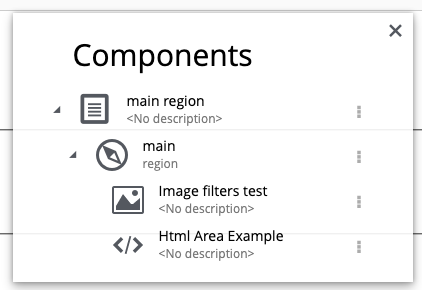 Components
main region
<No description>
main
region
Image filters test
<No description>
Html Area Example
<No description>